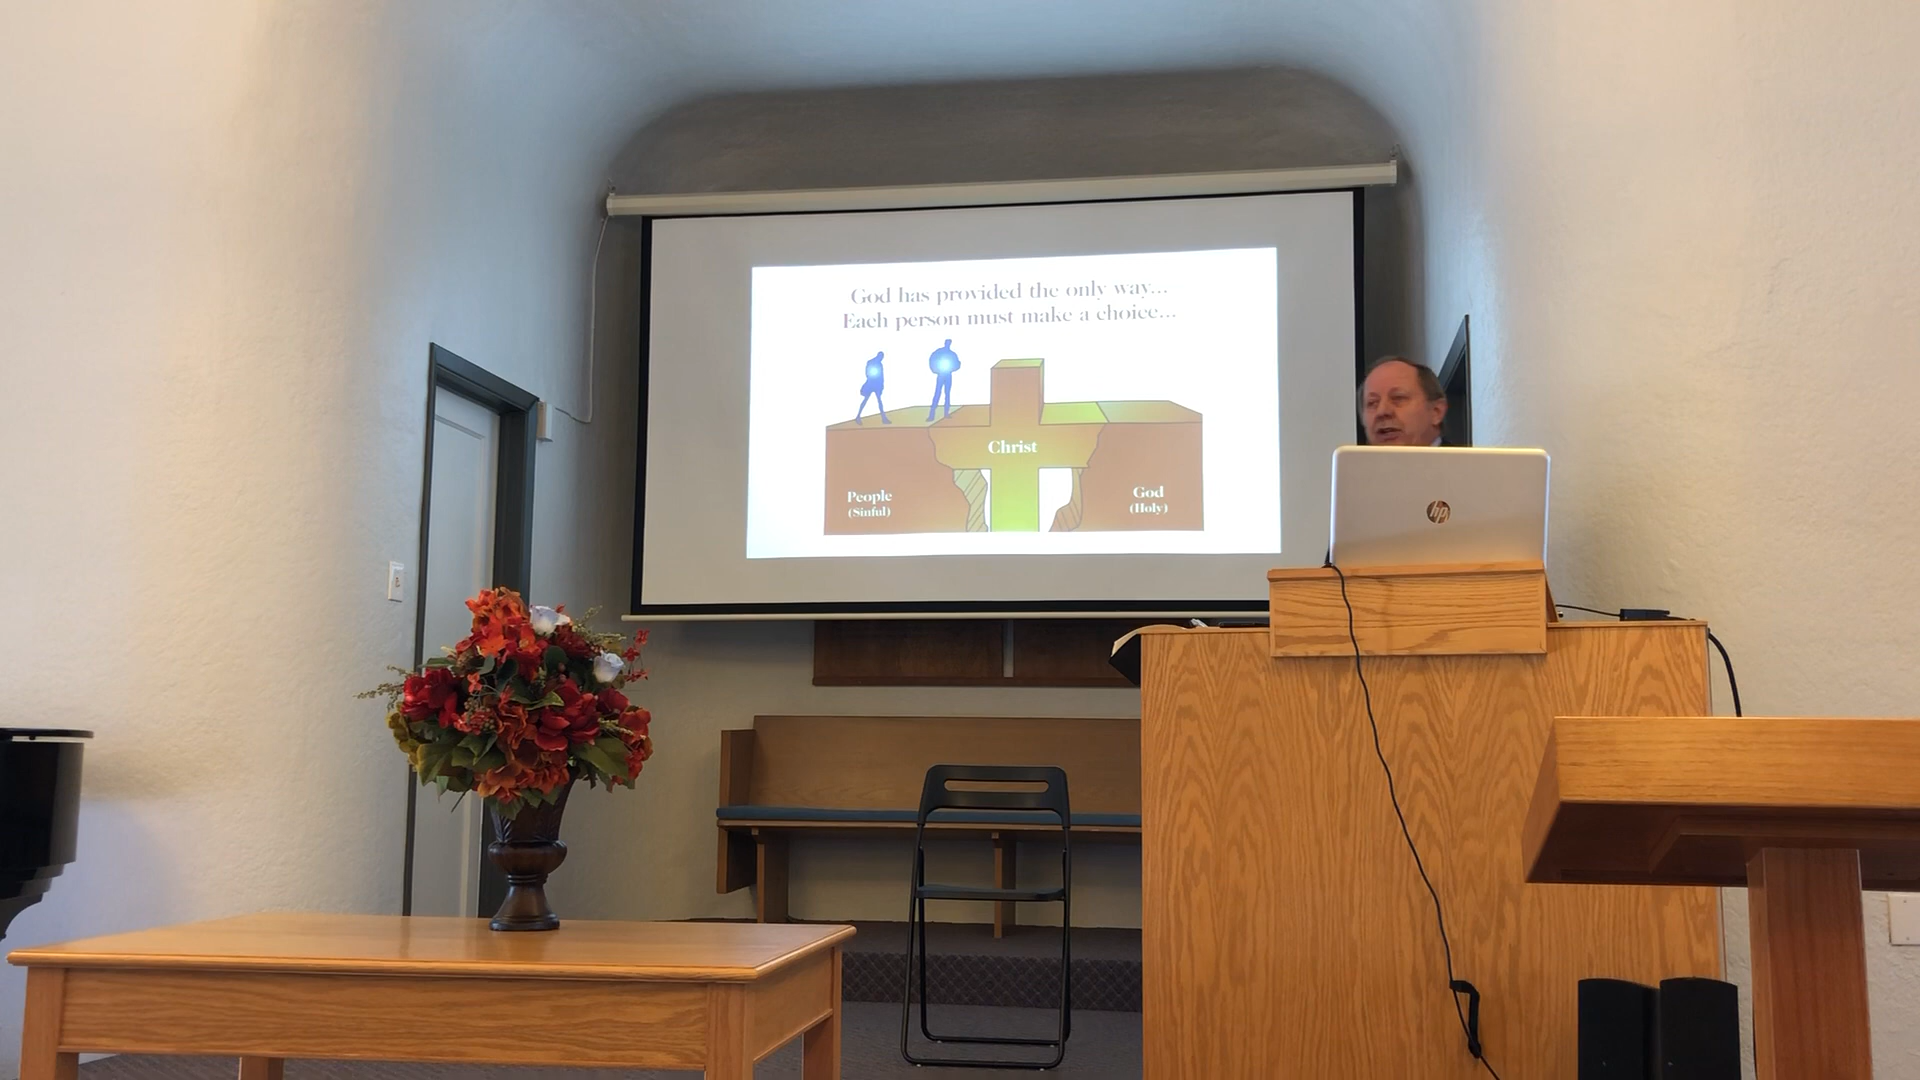 God has provided the only way...
Each person must make a choice...
Christ
People
(Sinful)
God
(Holy)
hp